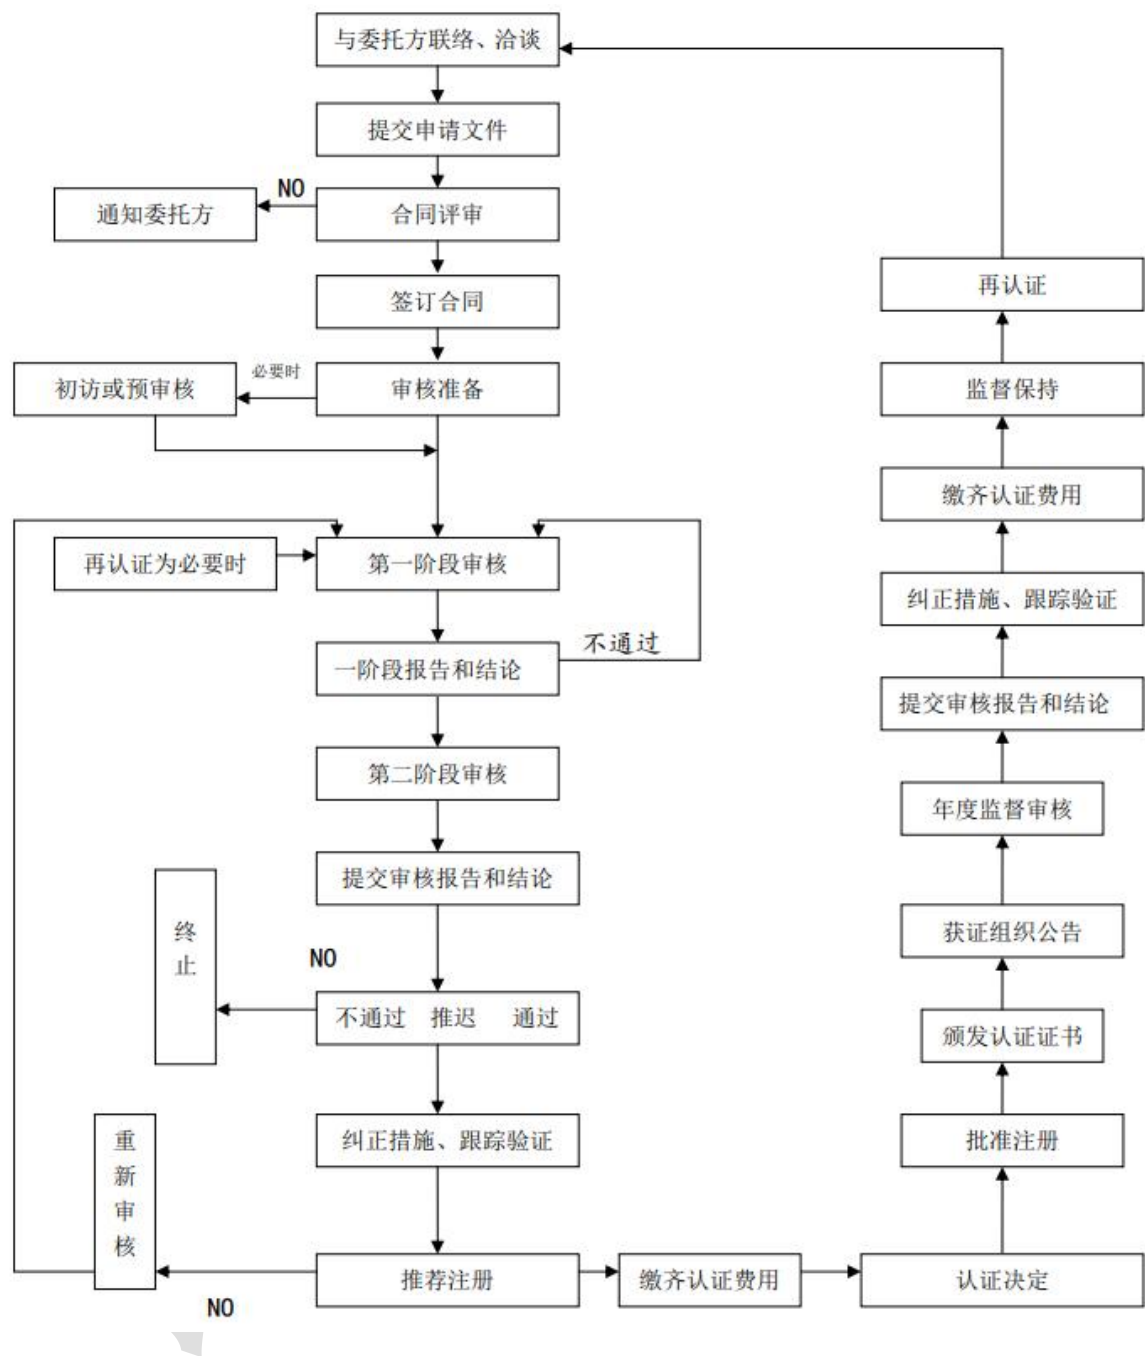 与委托方联络、洽谈
提交申请文件
NO
通知委托方
合同评审
签订合同
再认证
初访或预审核
必要时
审核准备
监督保持
缴齐认证费用
再认证为必要时
第一阶段审核
纠正措施、跟踪验证
一阶段报告和结论
不通过
提交审核报告和结论
第二阶段审核
年度监督审核
提交审核报告和结论
终止
NO
获证组织公告
不通过 推迟 通过
颁发认证证书
重新审核
纠正措施、跟踪验证
批准注册
推荐注册
缴齐认证费用
认证决定
NO